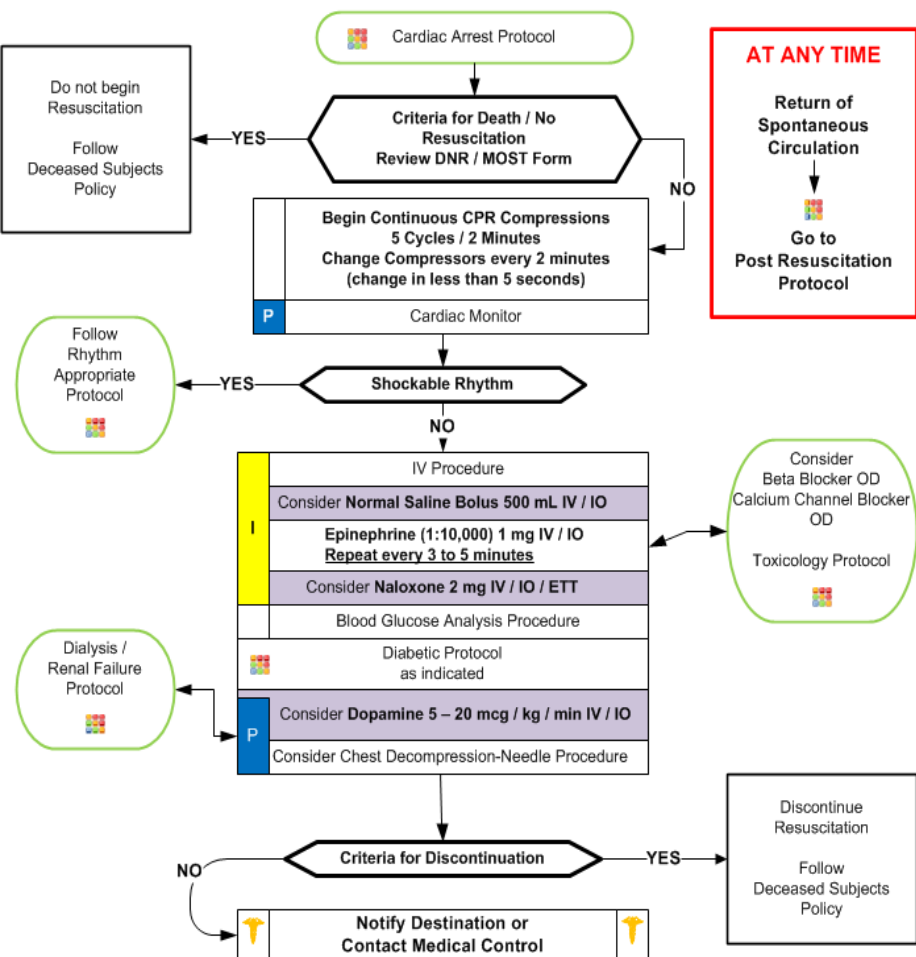 Cardiac Arrest Protocol
AT ANY TIME
Return of
Spontaneous
Circulation
Go to
Post Resuscitation
Protocol
Do not begin
Resuscitation
Follow
Deceased Subjects
Policy
YES
Criteria for Death / No
Resuscitation
Review DNR / MOST Form
NO
Begin Continuous CPR Compressions
5 Cycles / 2 Minutes
Change Compressors every 2 minutes
(change in less than 5 seconds)
P
Cardiac Monitor
Follow
Rhythm
Appropriate
Protocol
YES
Shockable Rhythm
NO
I
IV Procedure
Consider Normal Saline Bolus 500 mL IV / IO
Epinephrine (1:10,000) 1 mg IV / IO
Repeat every 3 to 5 minutes
Consider Naloxone 2 mg IV / IO / ETT
Blood Glucose Analysis Procedure
Diabetic Protocol
as indicated
P
Consider Dopamine 5 – 20 mcg / kg / min IV / IO
Consider Chest Decompression-Needle Procedure
Consider
Beta Blocker OD
Calcium Channel Blocker
OD
Toxicology Protocol
Dialysis /
Renal Failure
Protocol
Criteria for Discontinuation
YES
Discontinue
Resuscitation
Follow
Deceased Subjects
Policy
NO
Notify Destination or
Contact Medical Control